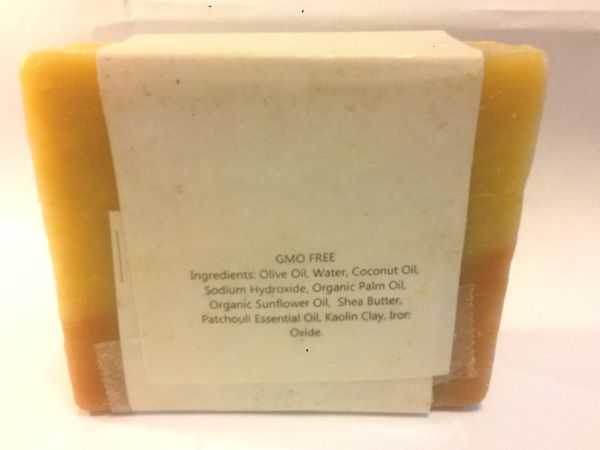 GMO FREE
Ingredients: Olive Oil, Water, Coconut Oil,
Sodium Hydroxide, Organic Palm Oil,
Organic Sunflower Oil, Shea Butter,
Patchouli Essential Oil, Kaolin Clay, Iron
Oxide.